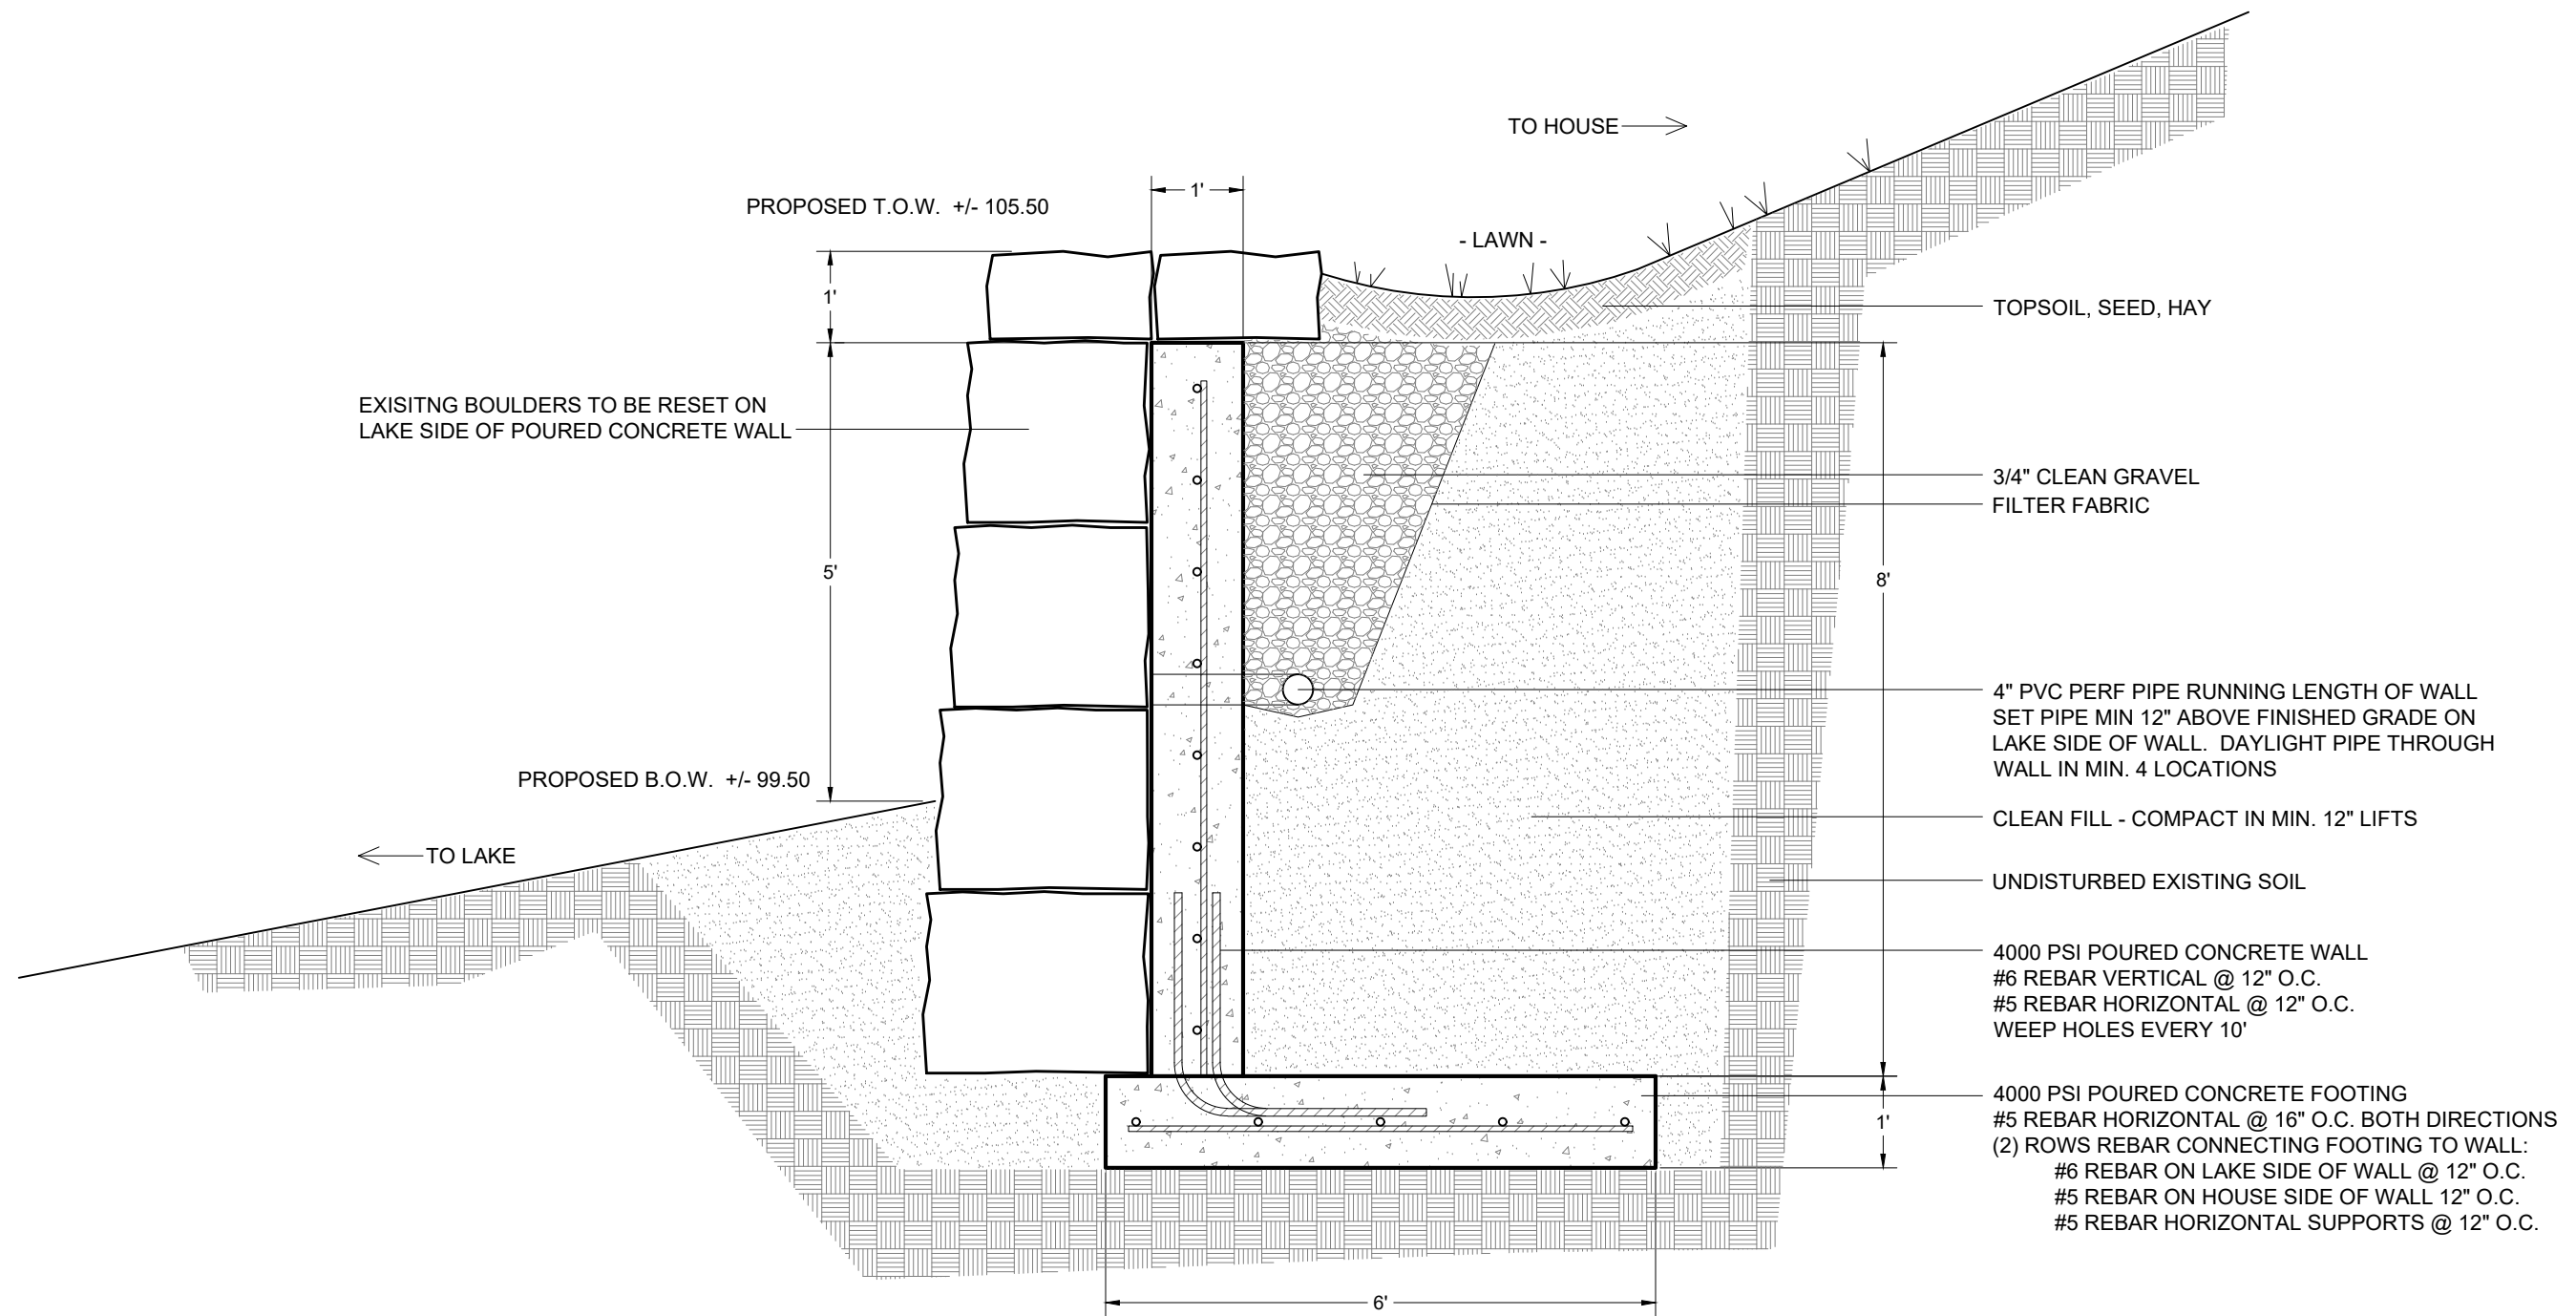 TO HOUSE
1'
PROPOSED T.O.W. +/- 105.50
- LAWN -
1'
TOPSOIL, SEED, HAY
EXISITNG BOULDERS TO BE RESET ON
LAKE SIDE OF POURED CONCRETE WALL
3/4" CLEAN GRAVEL
FILTER FABRIC
5'
8'
4" PVC PERF PIPE RUNNING LENGTH OF WALL
SET PIPE MIN 12" ABOVE FINISHED GRADE ON
LAKE SIDE OF WALL. DAYLIGHT PIPE THROUGH
WALL IN MIN. 4 LOCATIONS
PROPOSED B.O.W. +/- 99.50
CLEAN FILL - COMPACT IN MIN. 12" LIFTS
TO LAKE
UNDISTURBED EXISTING SOIL
4000 PSI POURED CONCRETE WALL
#6 REBAR VERTICAL @ 12" O.C.
#5 REBAR HORIZONTAL @ 12" O.C.
WEEP HOLES EVERY 10'
4000 PSI POURED CONCRETE FOOTING
#5 REBAR HORIZONTAL @ 16" O.C. BOTH DIRECTIONS
(2) ROWS REBAR CONNECTING FOOTING TO WALL:
#6 REBAR ON LAKE SIDE OF WALL @ 12" O.C.
#5 REBAR ON HOUSE SIDE OF WALL 12" O.C.
#5 REBAR HORIZONTAL SUPPORTS @ 12" O.C.
1'
6'